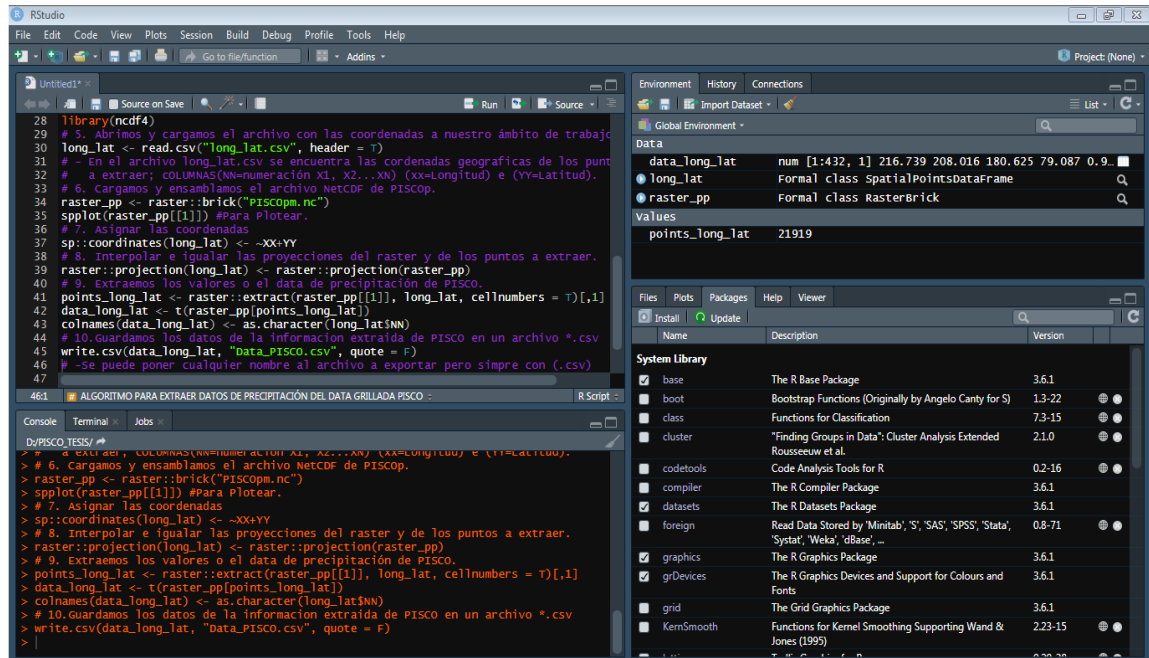 RStudio
File Edit Code View Plots Session Build Debug Profile Tools Help
Go to file/function Addins Project: (None)
Untitled1*
Source on Save Run Source
28 library(ncdf4)
29 # 5. Abrimos y cargamos el archivo con las coordenadas a nuestro ámbito de trabajo
30 long_lat <- read.csv("long_lat.csv", header = T)
31 # - En el archivo long_lat.csv se encuentra las cordenadas geograficas de los punt
32 # a extraer; cOLUMNAS(NN=numeración X1, X2...XN) (xx=Longitud) e (YY=Latitud).
33 # 6. Cargamos y ensamblamos el archivo NetCDF de PISCOp.
34 raster_pp <- raster::brick("PISCOpm.nc")
35 spplot(raster_pp[[1]]) #Para Plotear.
36 # 7. Asignar las coordenadas
37 sp::coordinates(long_lat) <- ~XX+YY
38 # 8. Interpolar e igualar las proyecciones del raster y de los puntos a extraer.
39 raster::projection(long_lat) <- raster::projection(raster_pp)
40 # 9. Extraemos los valores o el data de precipitación de PISCO.
41 points_long_lat <- raster::extract(raster_pp[[1]], long_lat, cellnumbers = T)[,1]
42 data_long_lat <- t(raster_pp[points_long_lat])
43 colnames(data_long_lat) <- as.character(long_lat$NN)
44 # 10.Guardamos los datos de la informacion extraida de PISCO en un archivo *.csv
45 write.csv(data_long_lat, "Data_PISCO.csv", quote = F)
46 # -Se puede poner cualquier nombre al archivo a exportar pero simpre con (.csv)
47
46:1 # ALGORITMO PARA EXTRAER DATOS DE PRECIPITACIÓN DEL DATA GRILLADA PISCO R Script
Console Terminal Jobs
D:/PISCO_TESIS/
> # a extraer; cOLUMNAS(NN=numeración X1, X2...XN) (xx=Longitud) e (YY=Latitud).
> # 6. Cargamos y ensamblamos el archivo NetCDF de PISCOp.
> raster_pp <- raster::brick("PISCOpm.nc")
> spplot(raster_pp[[1]]) #Para Plotear.
> # 7. Asignar las coordenadas
> sp::coordinates(long_lat) <- ~XX+YY
> # 8. Interpolar e igualar las proyecciones del raster y de los puntos a extraer.
> raster::projection(long_lat) <- raster::projection(raster_pp)
> # 9. Extraemos los valores o el data de precipitación de PISCO.
> points_long_lat <- raster::extract(raster_pp[[1]], long_lat, cellnumbers = T)[,1]
> data_long_lat <- t(raster_pp[points_long_lat])
> colnames(data_long_lat) <- as.character(long_lat$NN)
> # 10.Guardamos los datos de la informacion extraida de PISCO en un archivo *.csv
> write.csv(data_long_lat, "Data_PISCO.csv", quote = F)
>
Environment History Connections
Import Dataset List
Global Environment
Data
data_long_lat num [1:432, 1] 216.739 208.016 180.625 79.087 0.9…
long_lat Formal class SpatialPointsDataFrame
raster_pp Formal class RasterBrick
Values
points_long_lat 21919
Files Plots Packages Help Viewer
Install Update
Name Description Version
System Library
base The R Base Package 3.6.1
boot Bootstrap Functions (Originally by Angelo Canty for S) 1.3-22
class Functions for Classification 7.3-15
cluster "Finding Groups in Data": Cluster Analysis Extended 2.1.0
Rousseeuw et al.
codetools Code Analysis Tools for R 0.2-16
compiler The R Compiler Package 3.6.1
datasets The R Datasets Package 3.6.1
foreign Read Data Stored by 'Minitab', 'S', 'SAS', 'SPSS', 'Stata', 0.8-71
'Systat', 'Weka', 'dBase', ...
graphics The R Graphics Package 3.6.1
grDevices The R Graphics Devices and Support for Colours and 3.6.1
Fonts
grid The Grid Graphics Package 3.6.1
KernSmooth Functions for Kernel Smoothing Supporting Wand & 2.23-15
Jones (1995)